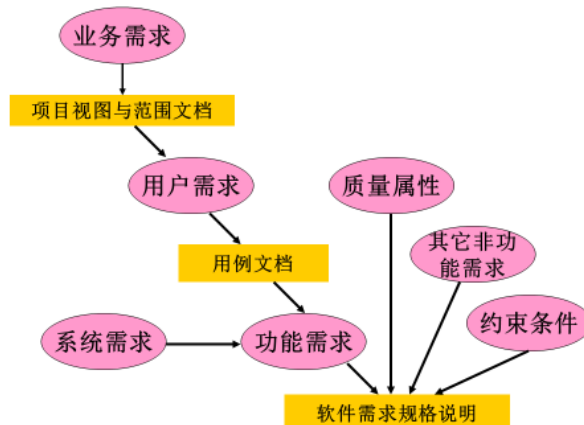 业务需求
项目视图与范围文档
用户需求
质量属性
其它非功
能需求
用例文档
约束条件
系统需求
功能需求
软件需求规格说明